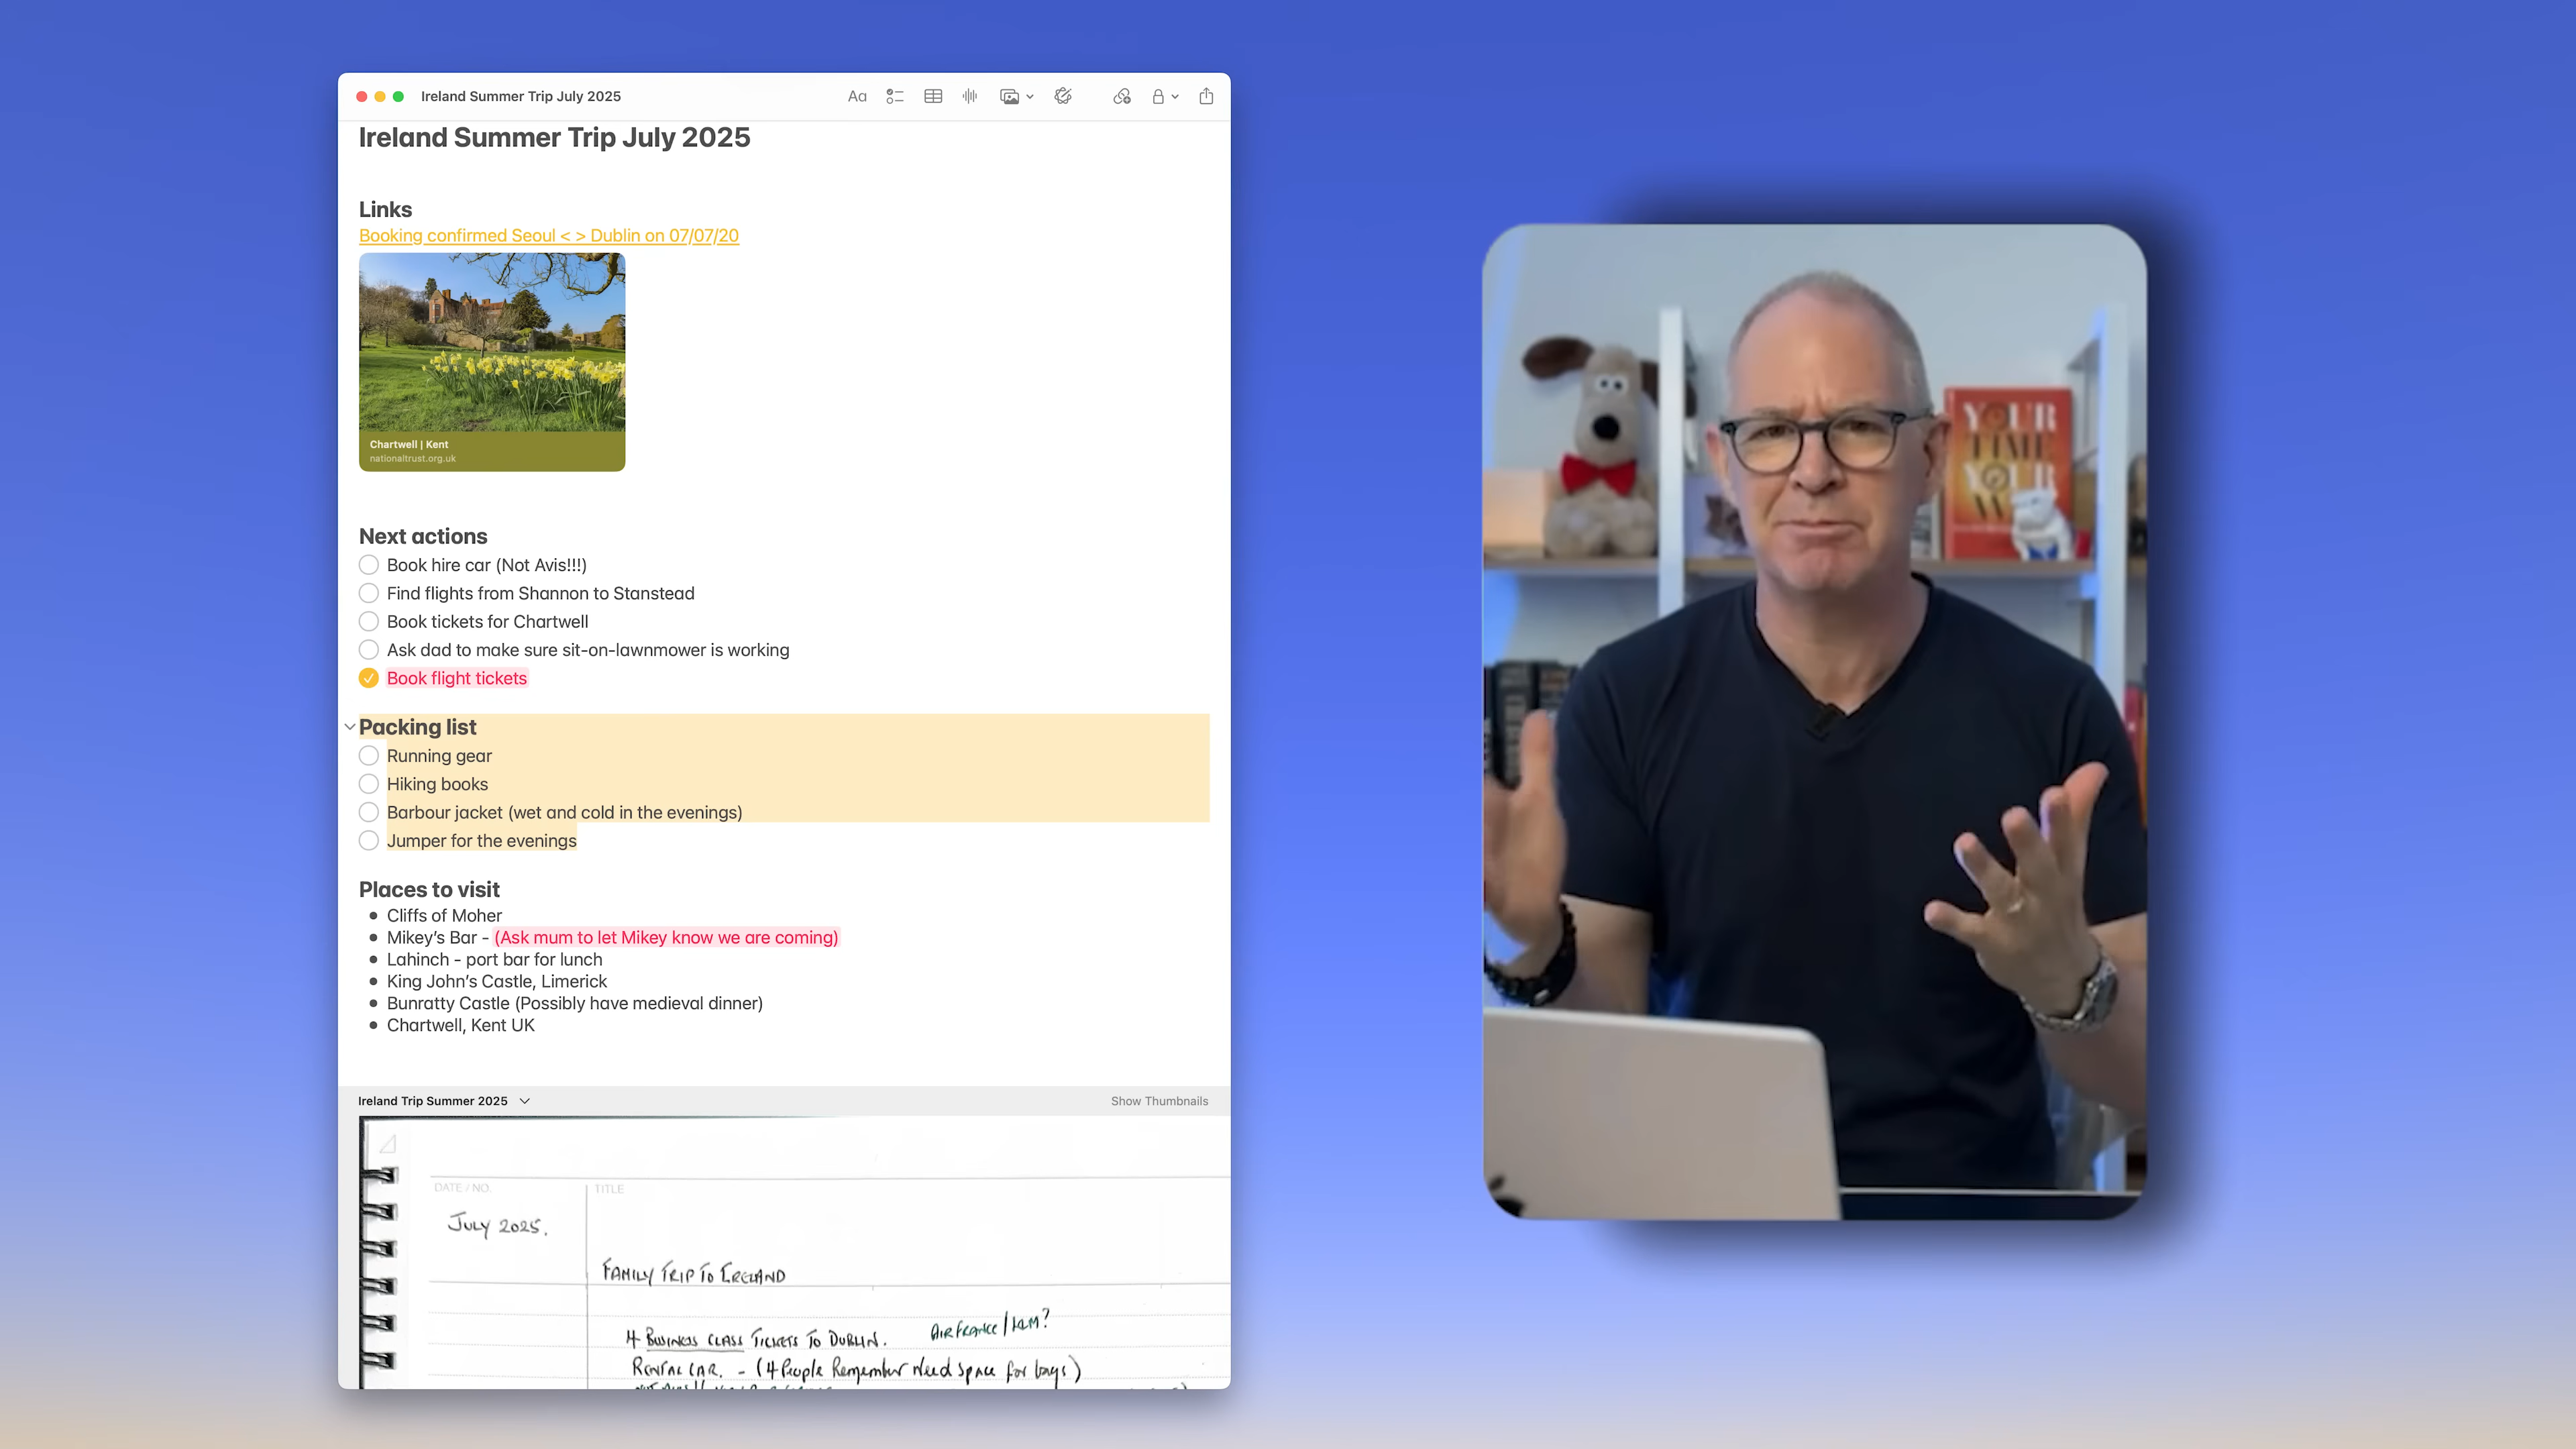 Ireland Summer Trip July 2025
Aa
Ireland Summer Trip July 2025
Links
Booking confirmed Seoul < > Dublin on 07/07/20
Chartwell | Kent
nationaltrust.org.uk
Next actions
Book hire car (Not Avis!!!)
Find flights from Shannon to Stanstead
Book tickets for Chartwell
Ask dad to make sure sit-on-lawnmower is working
Book flight tickets
Packing list
Running gear
Hiking books
Barbour jacket (wet and cold in the evenings)
Jumper for the evenings
Places to visit
Cliffs of Moher
Mikey's Bar - (Ask mum to let Mikey know we are coming)
Lahinch - port bar for lunch
King John's Castle, Limerick
Bunratty Castle (Possibly have medieval dinner)
Chartwell, Kent UK
Ireland Trip Summer 2025
Show Thumbnails
DATE / NO.
TITLE
JULY 2025.
FAMILY TRIP TO IRELAND
4 BUSINESS CLASS TICKETS TO DUBLIN. AIR FRANCE / KLM?
RENTAL CAR. - (4 People Remember Need Space for bags)
YOUR
TIME
YOUR